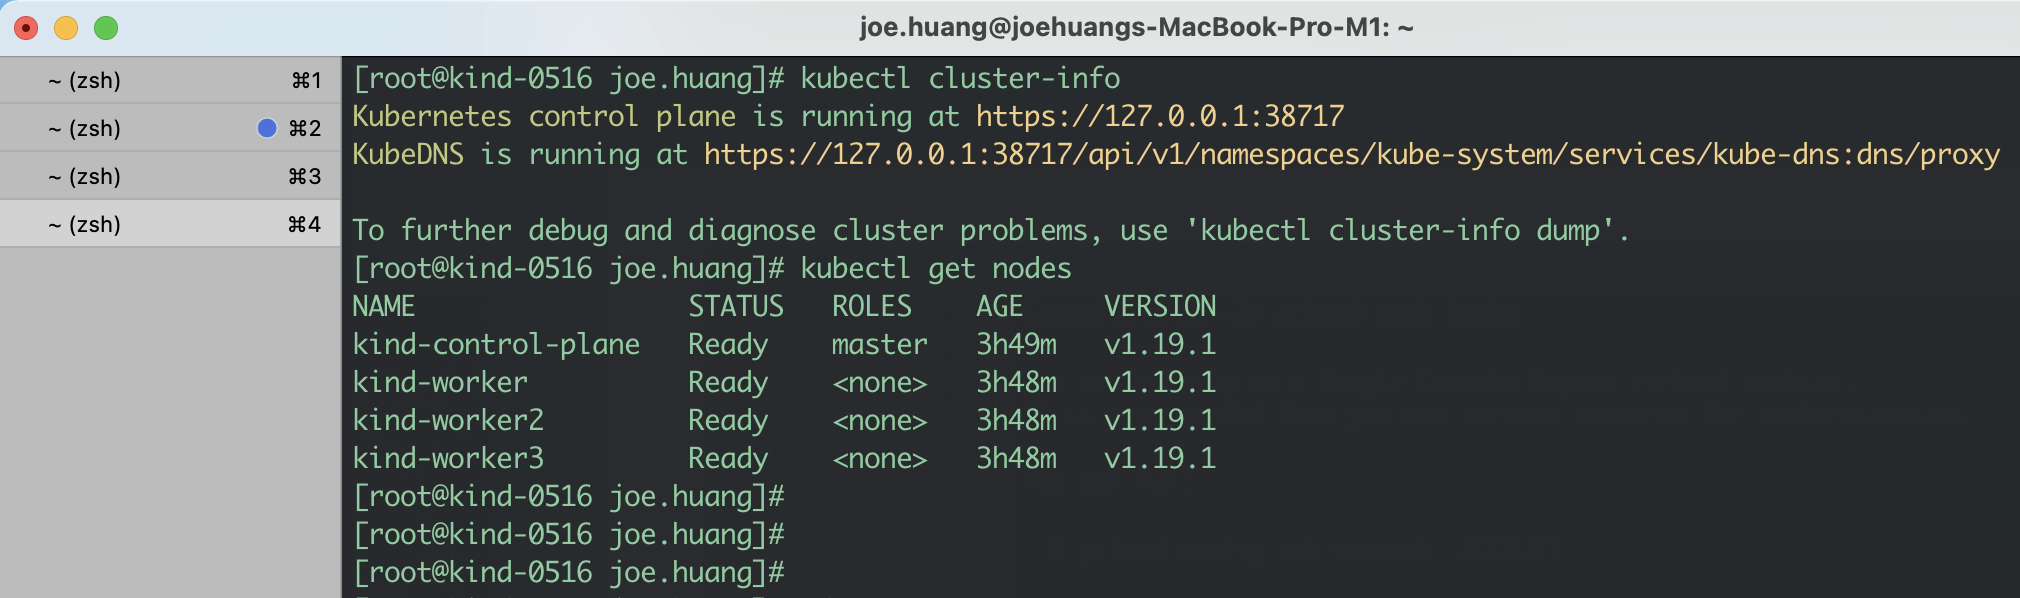 joe.huang@joehuangs-MacBook-Pro-M1: ~
~ (zsh) ⌘1
~ (zsh) ⌘2
~ (zsh) ⌘3
~ (zsh) ⌘4
[root@kind-0516 joe.huang]# kubectl cluster-info
Kubernetes control plane is running at https://127.0.0.1:38717
KubeDNS is running at https://127.0.0.1:38717/api/v1/namespaces/kube-system/services/kube-dns:dns/proxy
To further debug and diagnose cluster problems, use 'kubectl cluster-info dump'.
[root@kind-0516 joe.huang]# kubectl get nodes
NAME STATUS ROLES AGE VERSION
kind-control-plane Ready master 3h49m v1.19.1
kind-worker Ready <none> 3h48m v1.19.1
kind-worker2 Ready <none> 3h48m v1.19.1
kind-worker3 Ready <none> 3h48m v1.19.1
[root@kind-0516 joe.huang]#
[root@kind-0516 joe.huang]#
[root@kind-0516 joe.huang]#